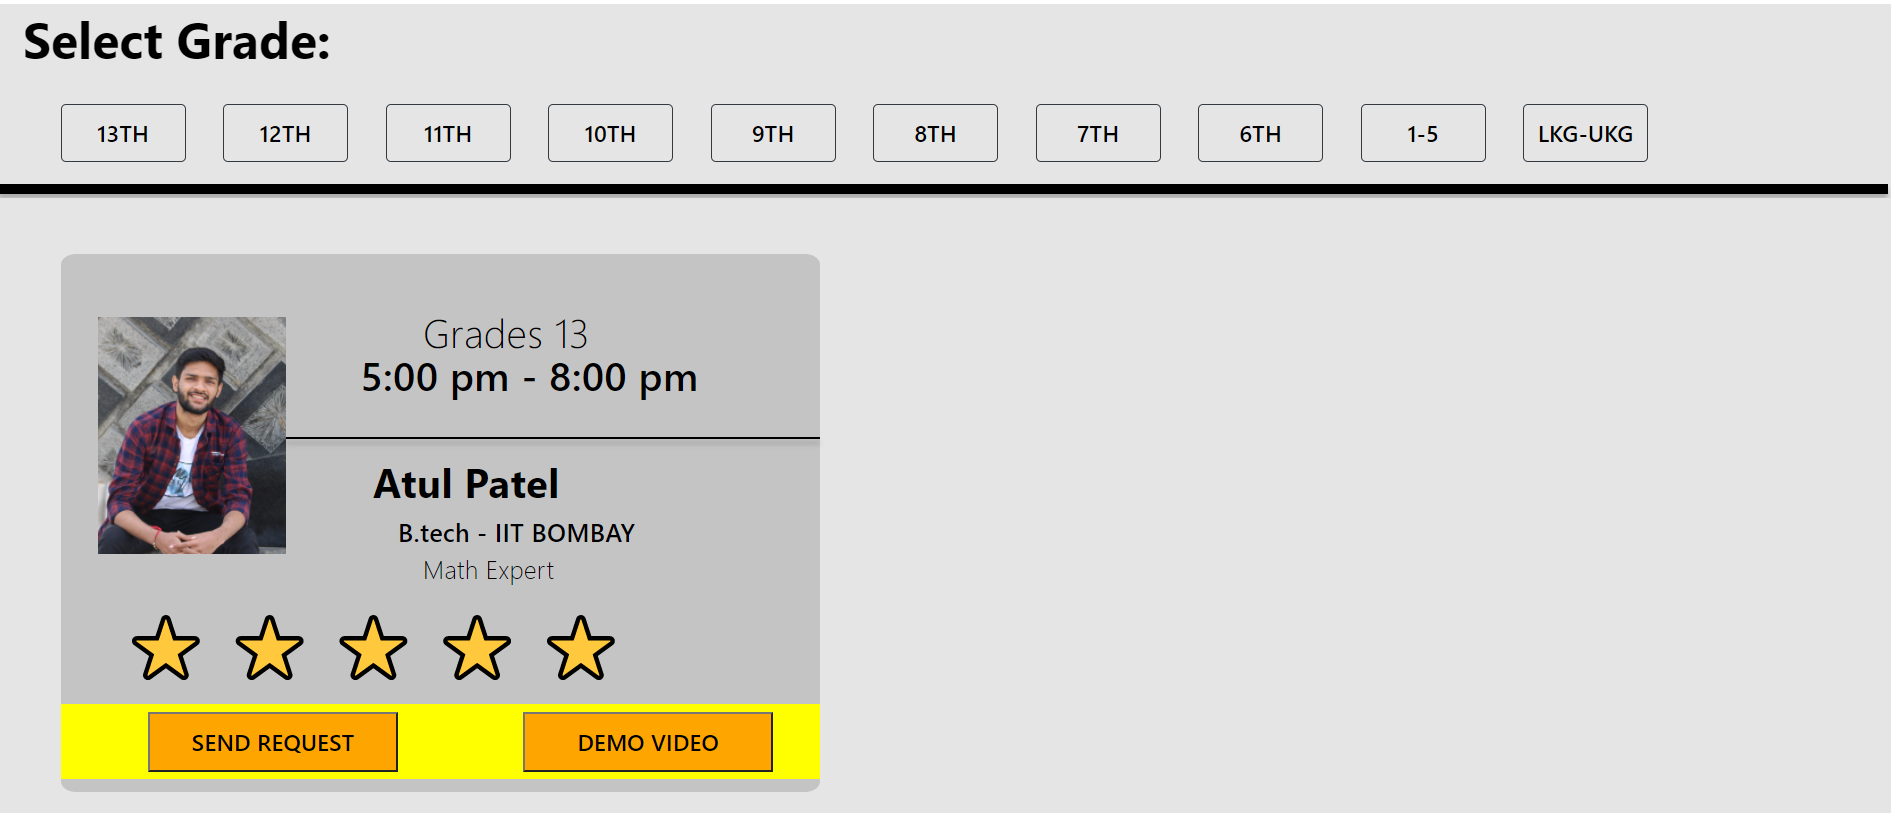 Select Grade:
13TH 12TH 11TH 10TH 9TH 8TH 7TH 6TH 1-5 LKG-UKG
Grades 13
5:00 pm - 8:00 pm
Atul Patel
B.tech - IIT BOMBAY
Math Expert
SEND REQUEST DEMO VIDEO